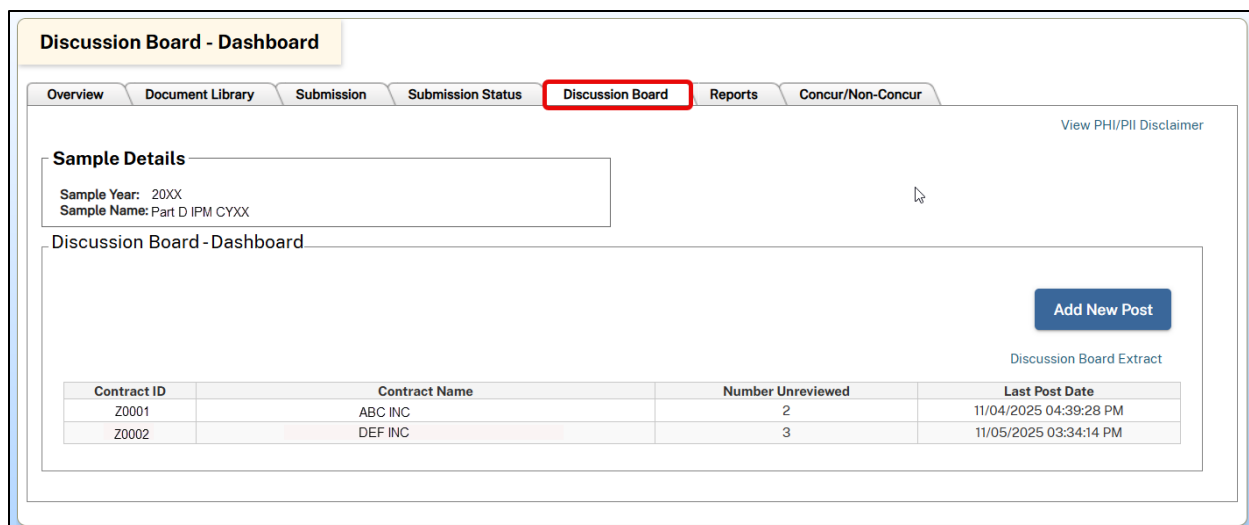 Discussion Board - Dashboard
Overview Document Library Submission Submission Status Discussion Board Reports Concur/Non-Concur
View PHI/PII Disclaimer
Sample Details
Sample Year: 20XX
Sample Name: Part D IPM CYXX
Discussion Board - Dashboard
Add New Post
Discussion Board Extract
Contract ID Contract Name Number Unreviewed Last Post Date
Z0001 ABC INC 2 11/04/2025 04:39:28 PM
Z0002 DEF INC 3 11/05/2025 03:34:14 PM